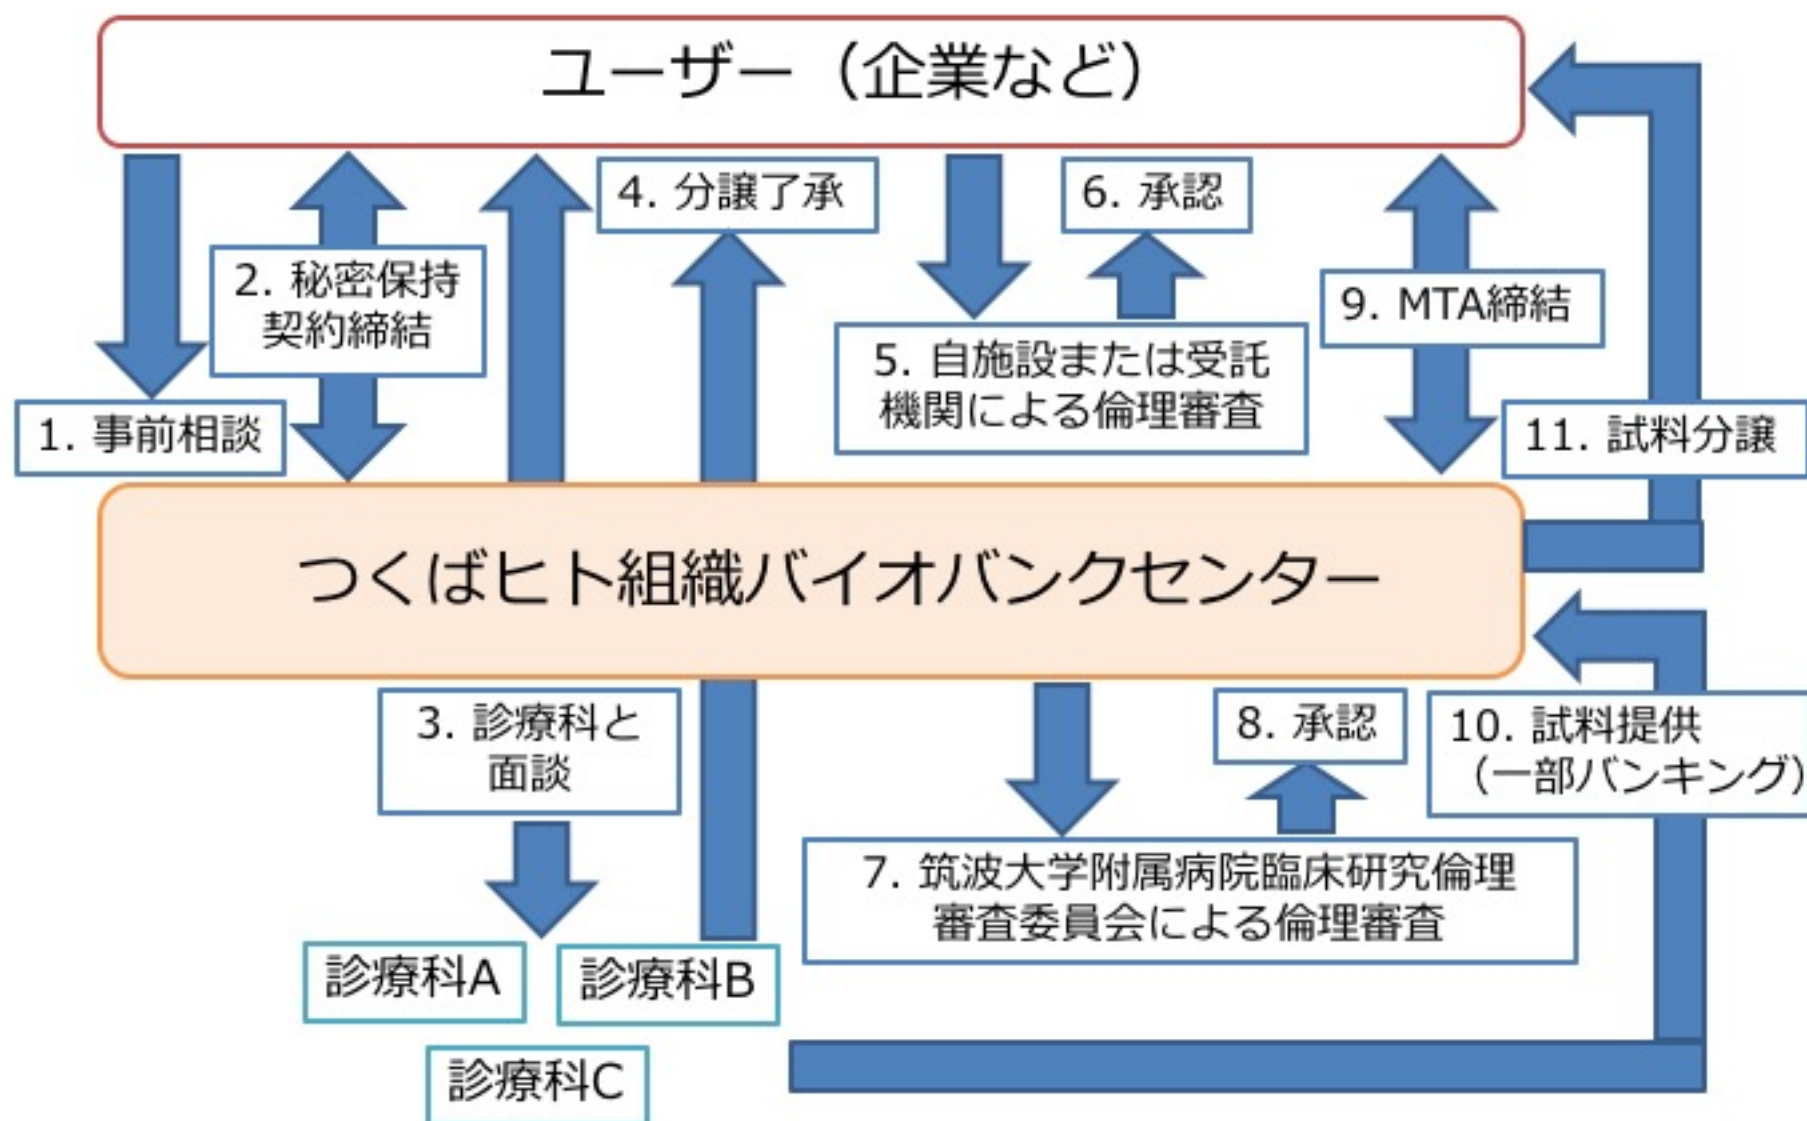 ユーザー（企業など）
4. 分譲了承
6. 承認
2. 秘密保持
契約締結
9. MTA締結
5. 自施設または受託
機関による倫理審査
1. 事前相談
11. 試料分譲
つくばヒト組織バイオバンクセンター
3. 診療科と
面談
8. 承認
10. 試料提供
（一部バンキング）
7. 筑波大学附属病院臨床研究倫理
審査委員会による倫理審査
診療科A
診療科B
診療科C